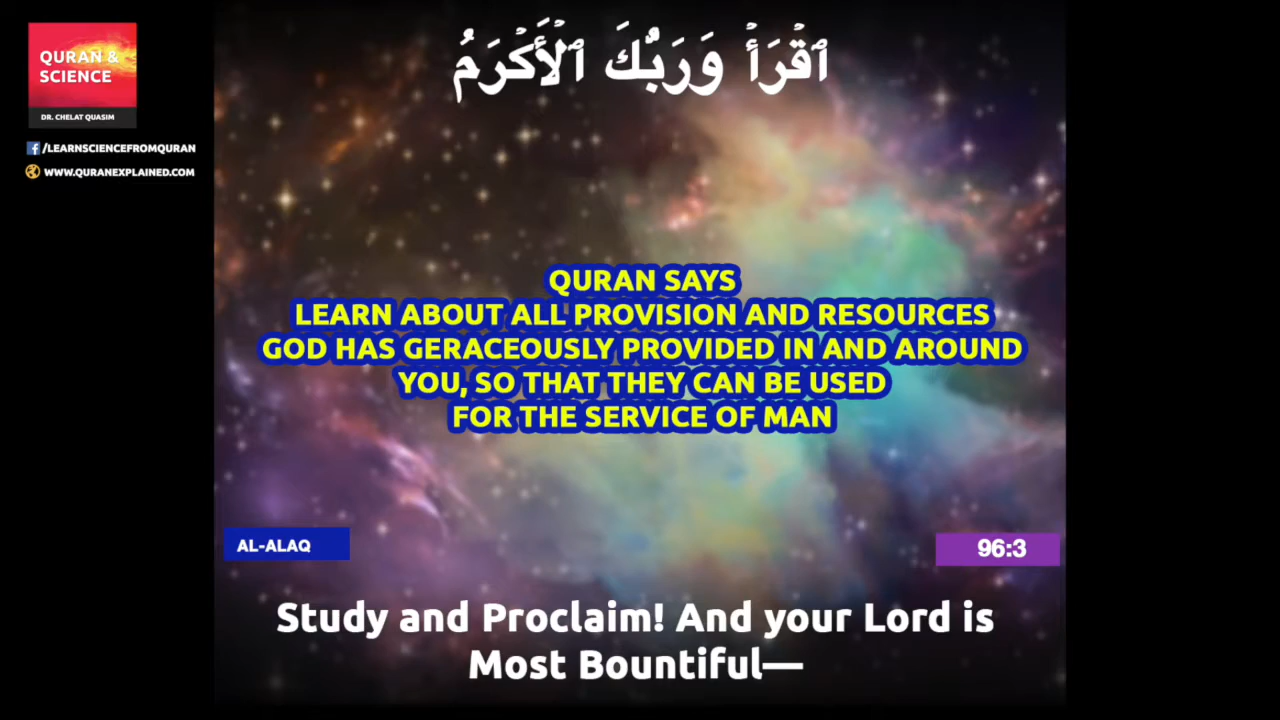 QURAN &
SCIENCE
DR. CHELAT QUASIM
/LEARNSCIENCEFROMQURAN
WWW.QURANEXPLAINED.COM
ٱقْرَأْ وَرَبُّكَ ٱلْأَكْرَمُ
QURAN SAYS
LEARN ABOUT ALL PROVISION AND RESOURCES
GOD HAS GERACEOUSLY PROVIDED IN AND AROUND
YOU, SO THAT THEY CAN BE USED
FOR THE SERVICE OF MAN
AL-ALAQ
96:3
Study and Proclaim! And your Lord is
Most Bountiful—